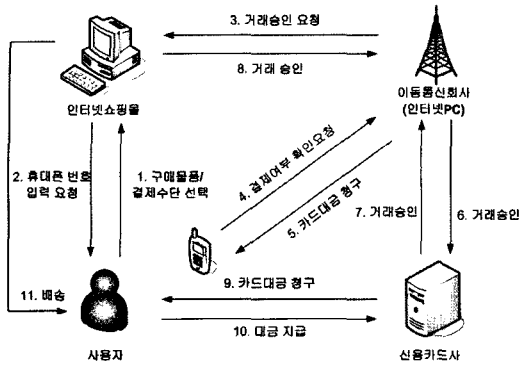 3. 거래승인 요청
8. 거래 승인
인터넷쇼핑몰
이동통신회사
(인터넷PC)
2. 휴대폰 번호
입력 요청
1. 구매물품/
결제수단 선택
4. 결제여부 확인요청
5. 카드대금 청구
7. 거래승인
6. 거래승인
9. 카드대금 청구
11. 배송
10. 대금 지급
사용자
신용카드사